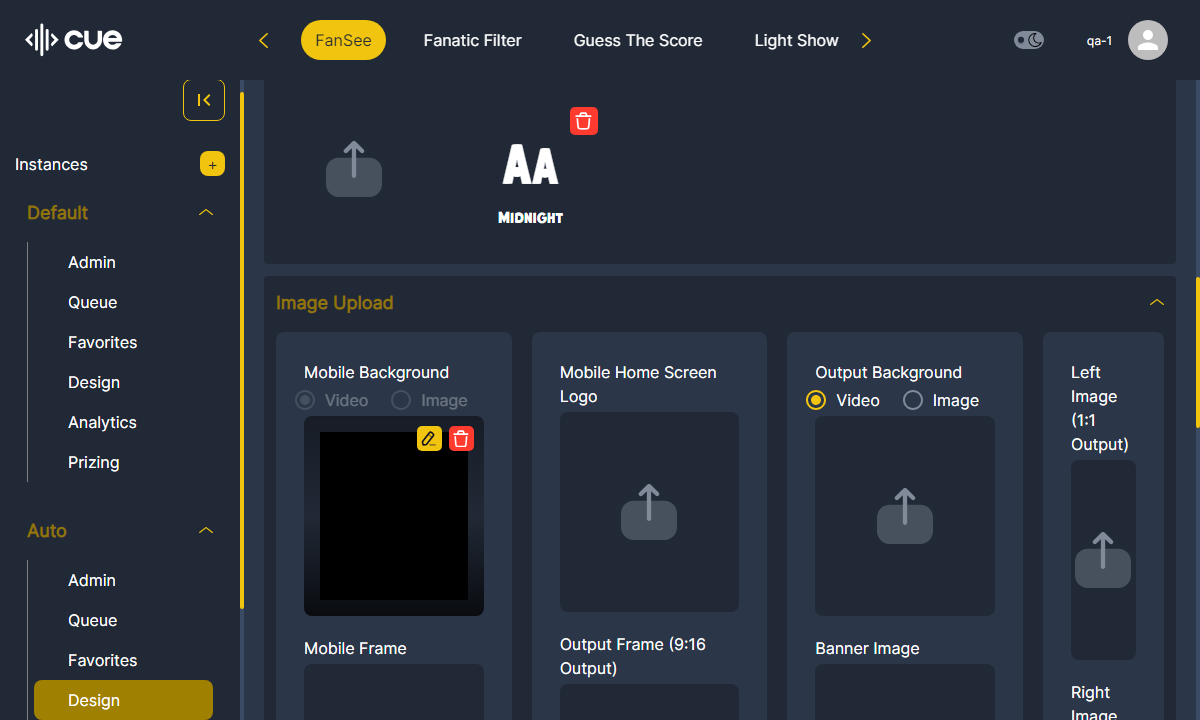 cue
FanSee
Fanatic Filter
Guess The Score
Light Show
qa-1
Instances
+
Default
Admin
Queue
Favorites
Design
Analytics
Prizing
Auto
Admin
Queue
Favorites
Design
AA
MIDNIGHT
Image Upload
Mobile Background
Video
Image
Mobile Home Screen
Logo
Output Background
Video
Image
Left
Image
(1:1
Output)
Mobile Frame
Output Frame (9:16
Output)
Banner Image
Right
Image